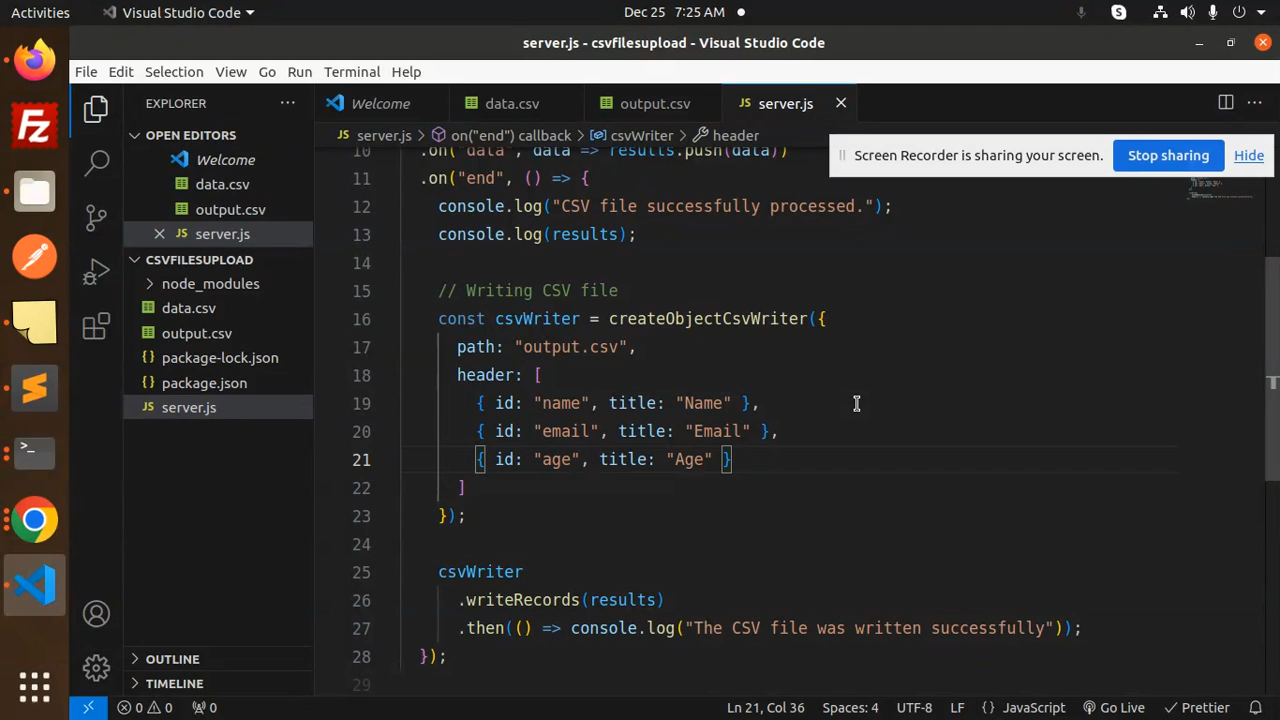 Activities
Visual Studio Code
Dec 25 7:25 AM
server.js - csvfilesupload - Visual Studio Code
File Edit Selection View Go Run Terminal Help
EXPLORER
Welcome
data.csv
output.csv
JS server.js
server.js > on("end") callback > csvWriter > header
Screen Recorder is sharing your screen.
Stop sharing
Hide
OPEN EDITORS
Welcome
data.csv
output.csv
JS server.js
CSVFILESUPLOAD
node_modules
data.csv
output.csv
{} package-lock.json
{} package.json
JS server.js
OUTLINE
TIMELINE
10 .on("data", data => results.push(data))
11 .on("end", () => {
12 console.log("CSV file successfully processed.");
13 console.log(results);
14
15 // Writing CSV file
16 const csvWriter = createObjectCsvWriter({
17 path: "output.csv",
18 header: [
19 { id: "name", title: "Name" },
20 { id: "email", title: "Email" },
21 { id: "age", title: "Age" }
22 ]
23 });
24
25 csvWriter
26 .writeRecords(results)
27 .then(() => console.log("The CSV file was written successfully"));
28 });
29
0 0 0
Ln 21, Col 36
Spaces: 4
UTF-8
LF
{} JavaScript
Go Live
Prettier